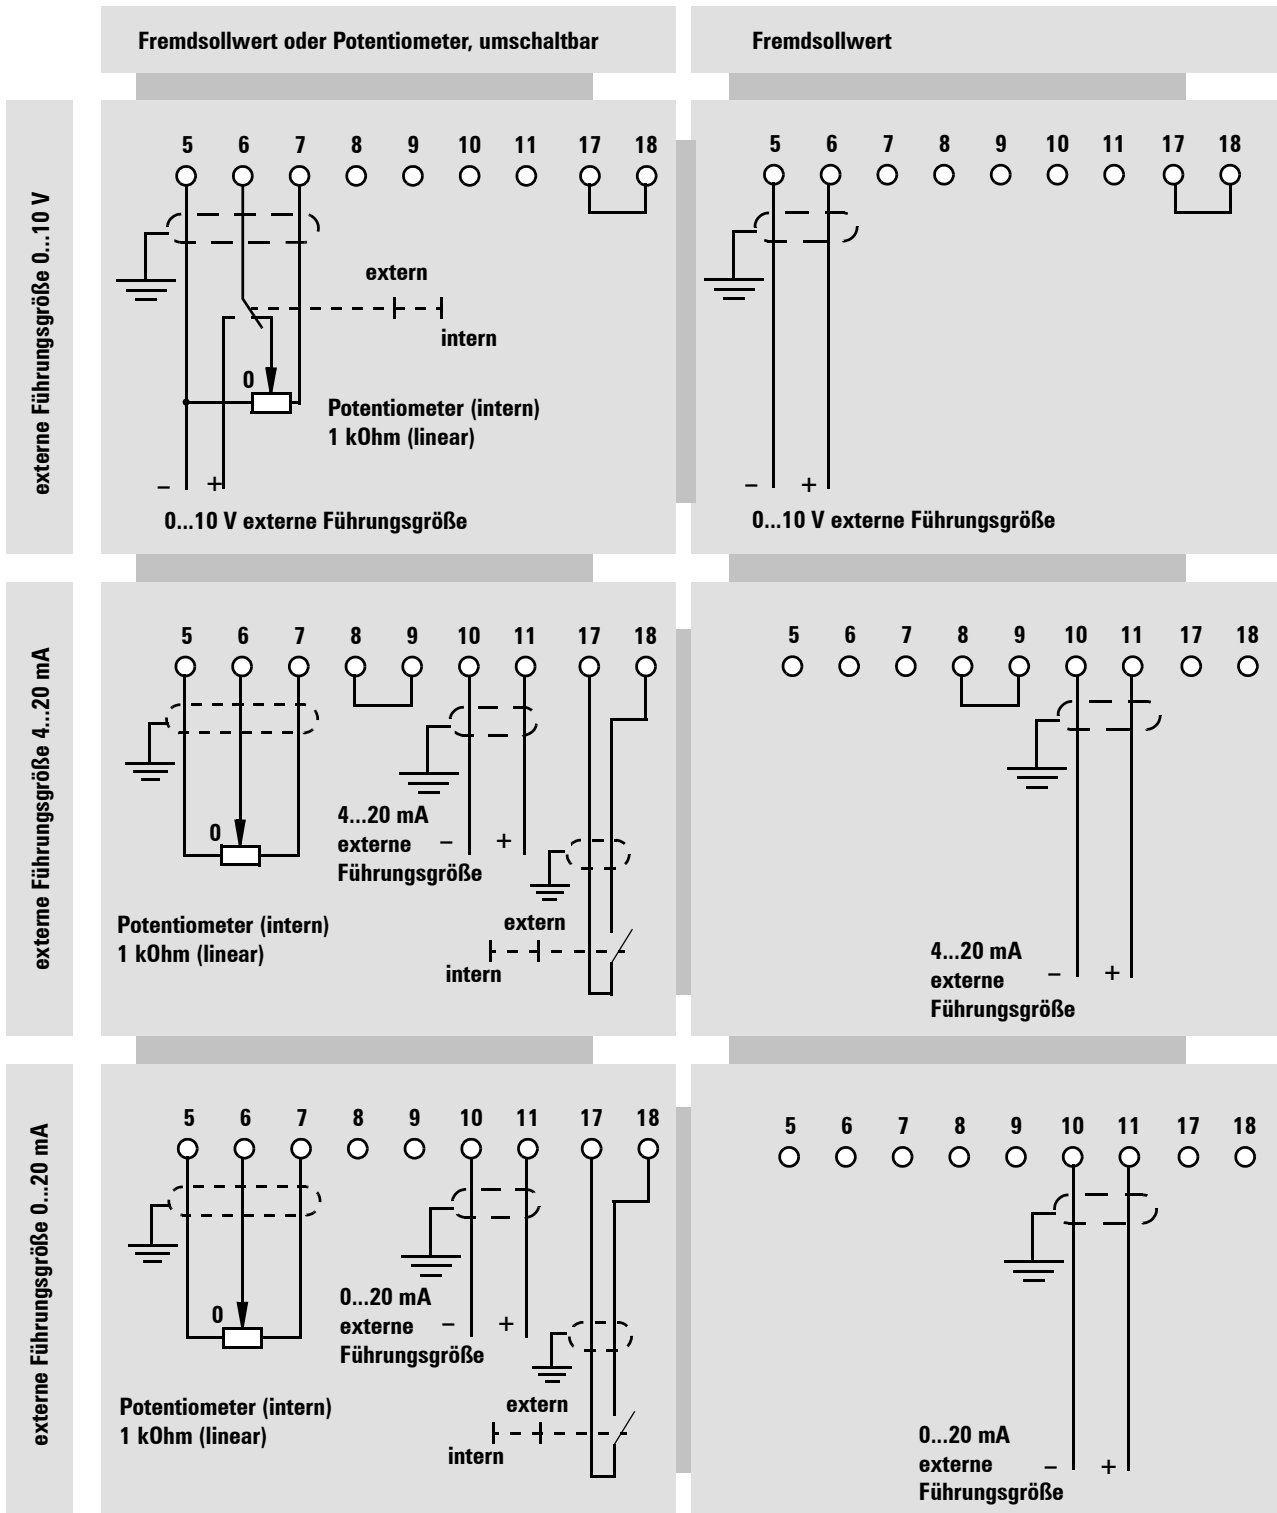 Fremdsollwert oder Potentiometer, umschaltbar
Fremdsollwert
externe Führungsgröße 0...10 V
5 6 7 8 9 10 11 17 18
extern
intern
0
Potentiometer (intern)
1 kOhm (linear)
– +
0...10 V externe Führungsgröße
5 6 7 8 9 10 11 17 18
– +
0...10 V externe Führungsgröße
externe Führungsgröße 4...20 mA
5 6 7 8 9 10 11 17 18
0
4...20 mA
externe
Führungsgröße
– +
Potentiometer (intern)
1 kOhm (linear)
extern
intern
5 6 7 8 9 10 11 17 18
4...20 mA
externe
Führungsgröße
– +
externe Führungsgröße 0...20 mA
5 6 7 8 9 10 11 17 18
0
0...20 mA
externe
Führungsgröße
– +
Potentiometer (intern)
1 kOhm (linear)
extern
intern
5 6 7 8 9 10 11 17 18
0...20 mA
externe
Führungsgröße
– +